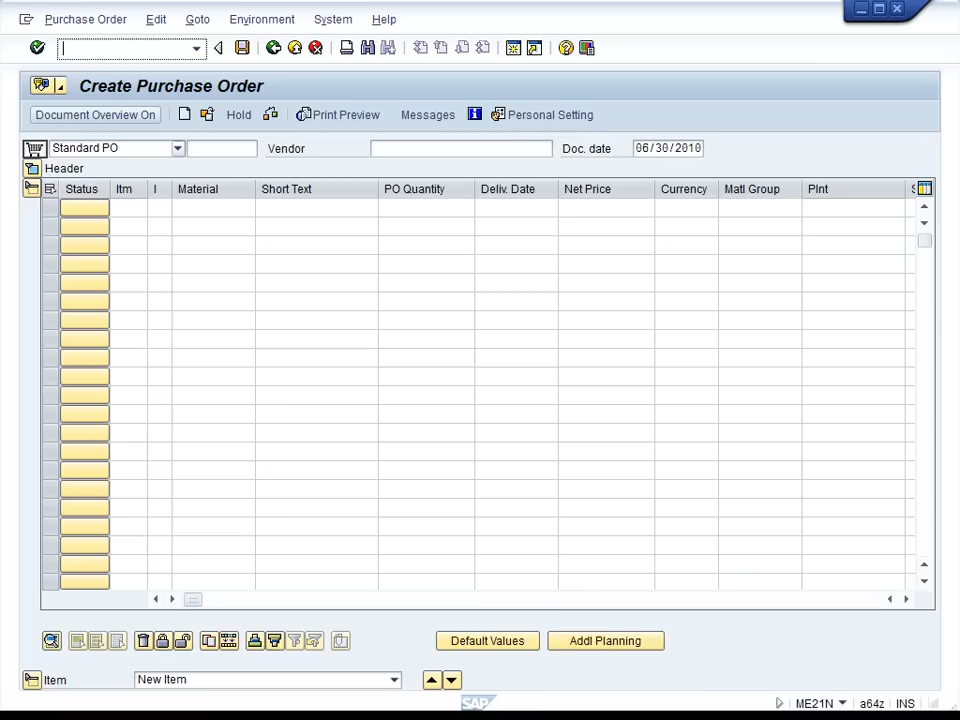 Purchase Order Edit Goto Environment System Help
Create Purchase Order
Document Overview On Hold Print Preview Messages Personal Setting
Standard PO Vendor Doc. date 06/30/2010
Header
Status Itm I Material Short Text PO Quantity Deliv. Date Net Price Currency Matl Group Plnt S
Default Values Addl Planning
Item New Item
SAP ME21N a64z INS